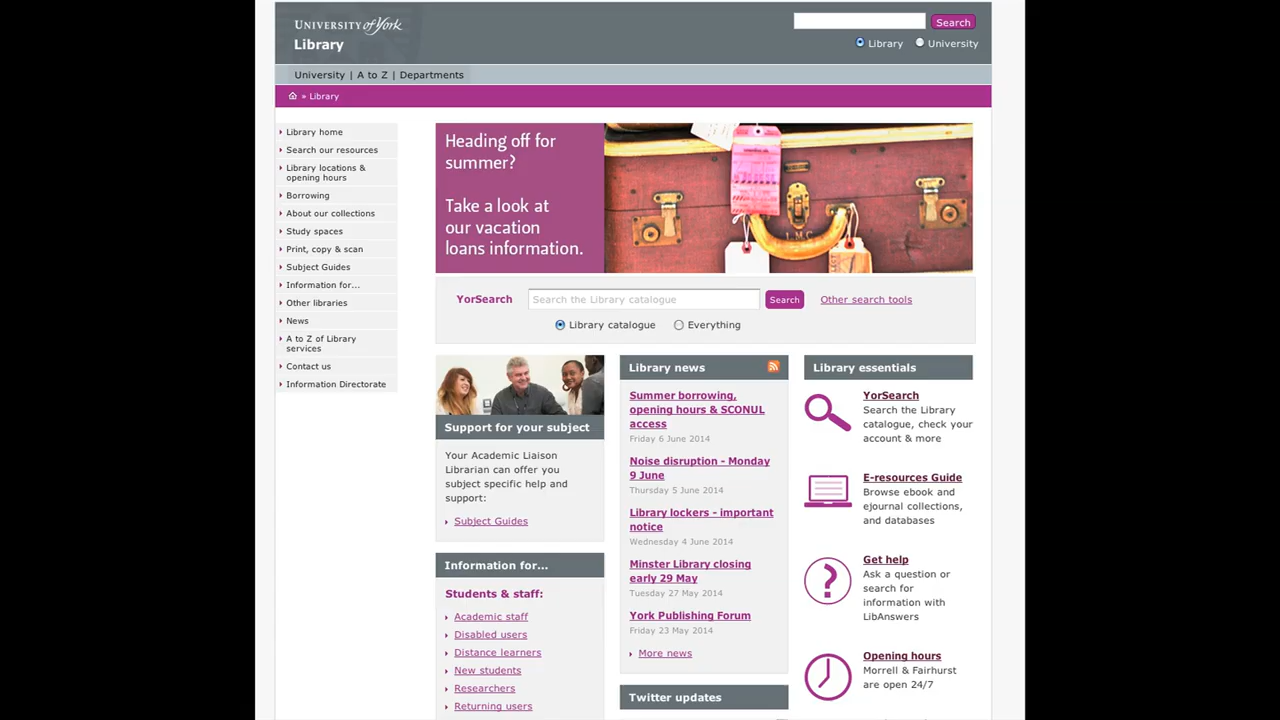 UNIVERSITY of York
Library
Search
Library
University
University | A to Z | Departments
» Library
Library home
Search our resources
Library locations &
opening hours
Borrowing
About our collections
Study spaces
Print, copy & scan
Subject Guides
Information for...
Other libraries
News
A to Z of Library
services
Contact us
Information Directorate
Heading off for
summer?
Take a look at
our vacation
loans information.
L M C
YorSearch
Search the Library catalogue
Search
Other search tools
Library catalogue
Everything
Support for your subject
Your Academic Liaison
Librarian can offer you
subject specific help and
support:
Subject Guides
Information for...
Students & staff:
Academic staff
Disabled users
Distance learners
New students
Researchers
Returning users
Library news
Summer borrowing,
opening hours & SCONUL
access
Friday 6 June 2014
Noise disruption - Monday
9 June
Thursday 5 June 2014
Library lockers - important
notice
Wednesday 4 June 2014
Minster Library closing
early 29 May
Tuesday 27 May 2014
York Publishing Forum
Friday 23 May 2014
More news
Twitter updates
Library essentials
YorSearch
Search the Library
catalogue, check your
account & more
E-resources Guide
Browse ebook and
ejournal collections,
and databases
Get help
Ask a question or
search for
information with
LibAnswers
Opening hours
Morrell & Fairhurst
are open 24/7